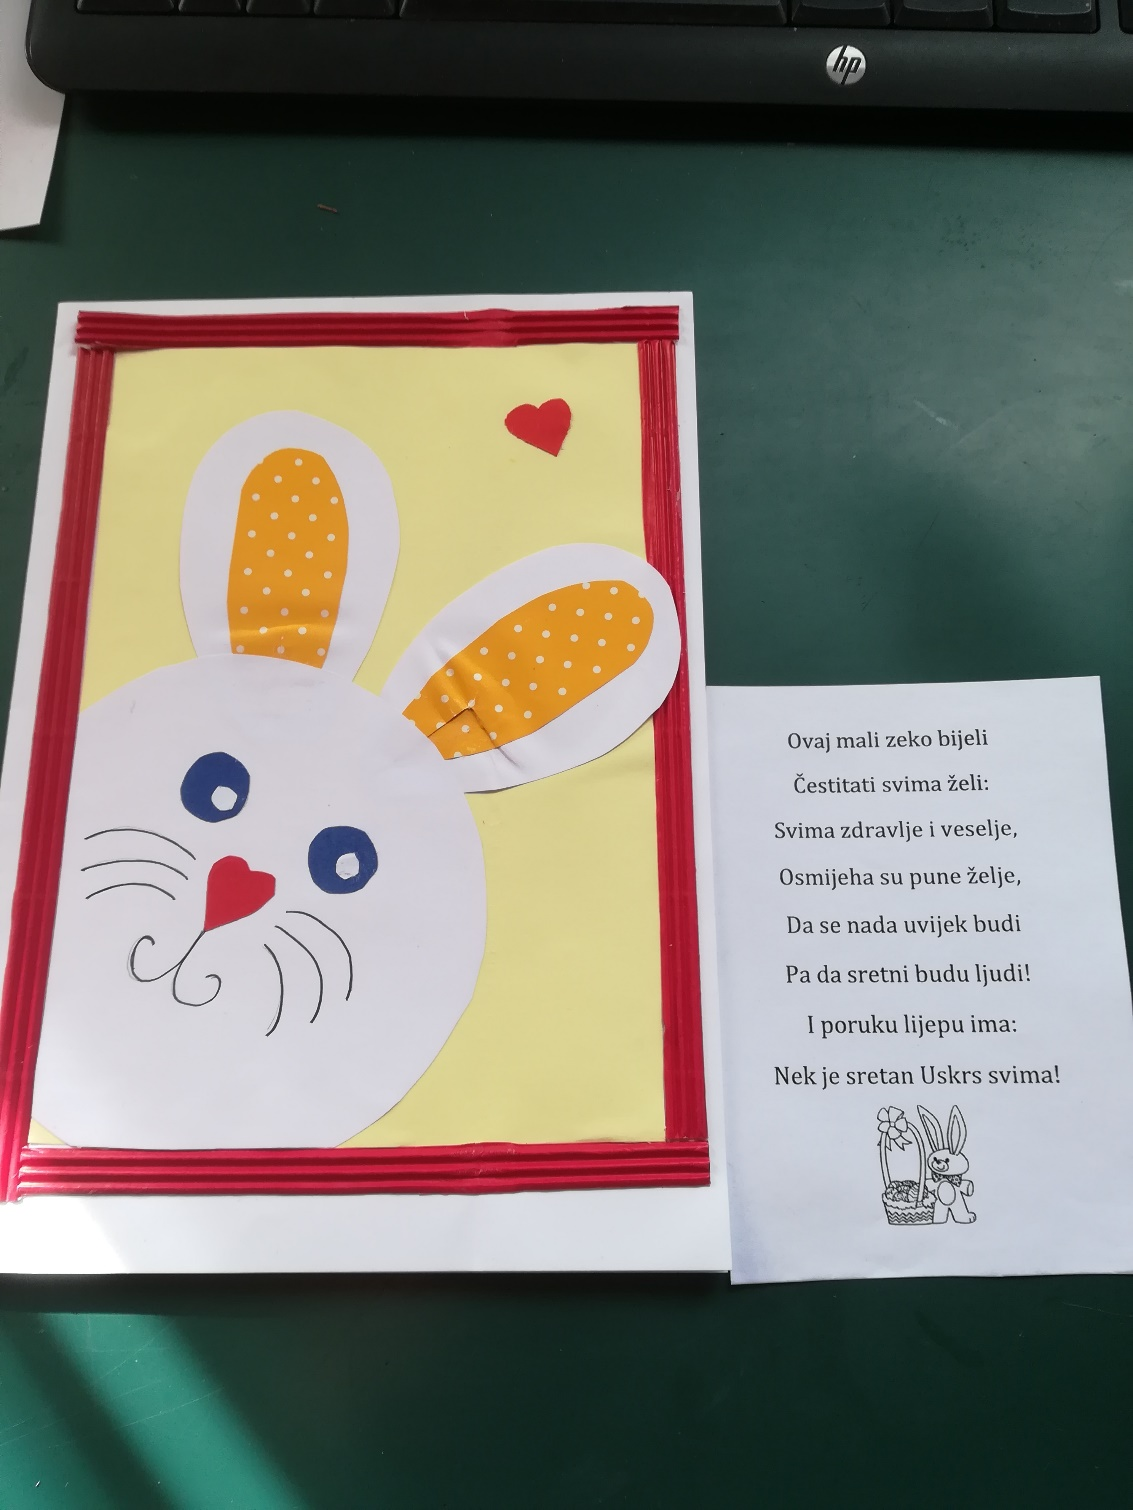 hp
Ovaj mali zeko bijeli
Čestitati svima želi:
Svima zdravlje i veselje,
Osmijeha su pune želje,
Da se nada uvijek budi
Pa da sretni budu ljudi!
I poruku lijepu ima:
Nek je sretan Uskrs svima!